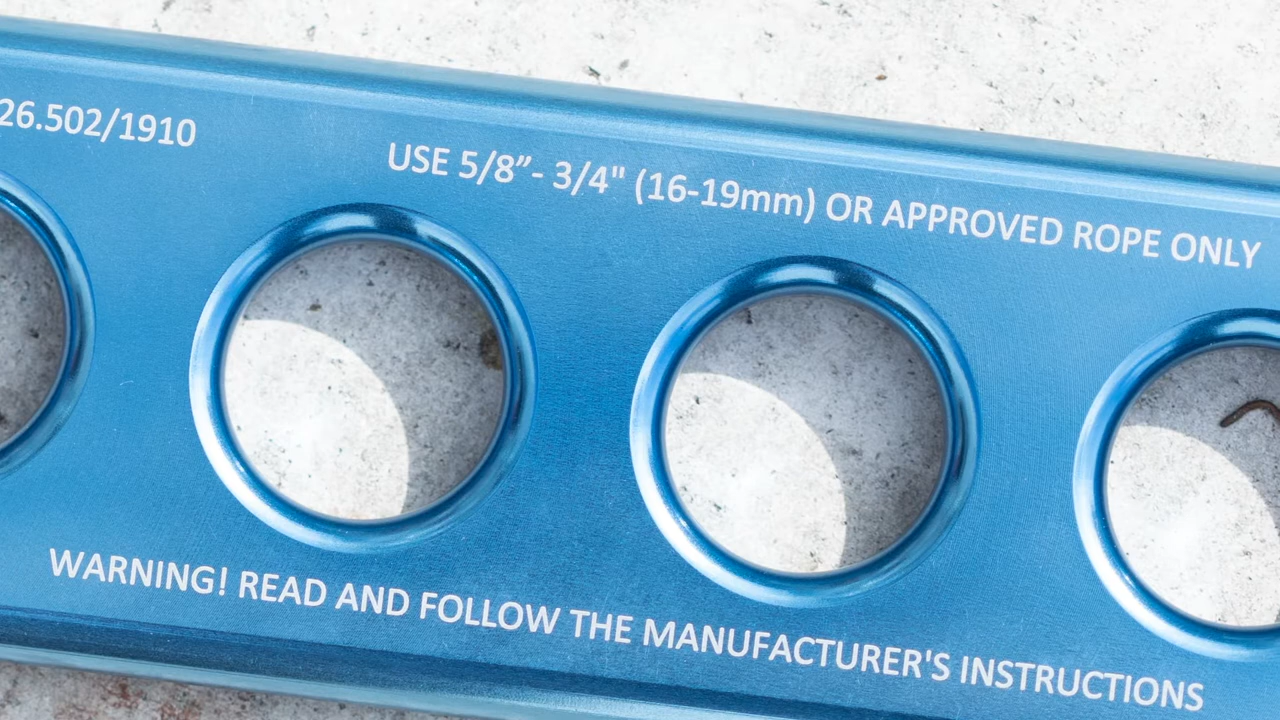 26.502/1910
USE 5/8”- 3/4" (16-19mm) OR APPROVED ROPE ONLY
WARNING! READ AND FOLLOW THE MANUFACTURER'S INSTRUCTIONS